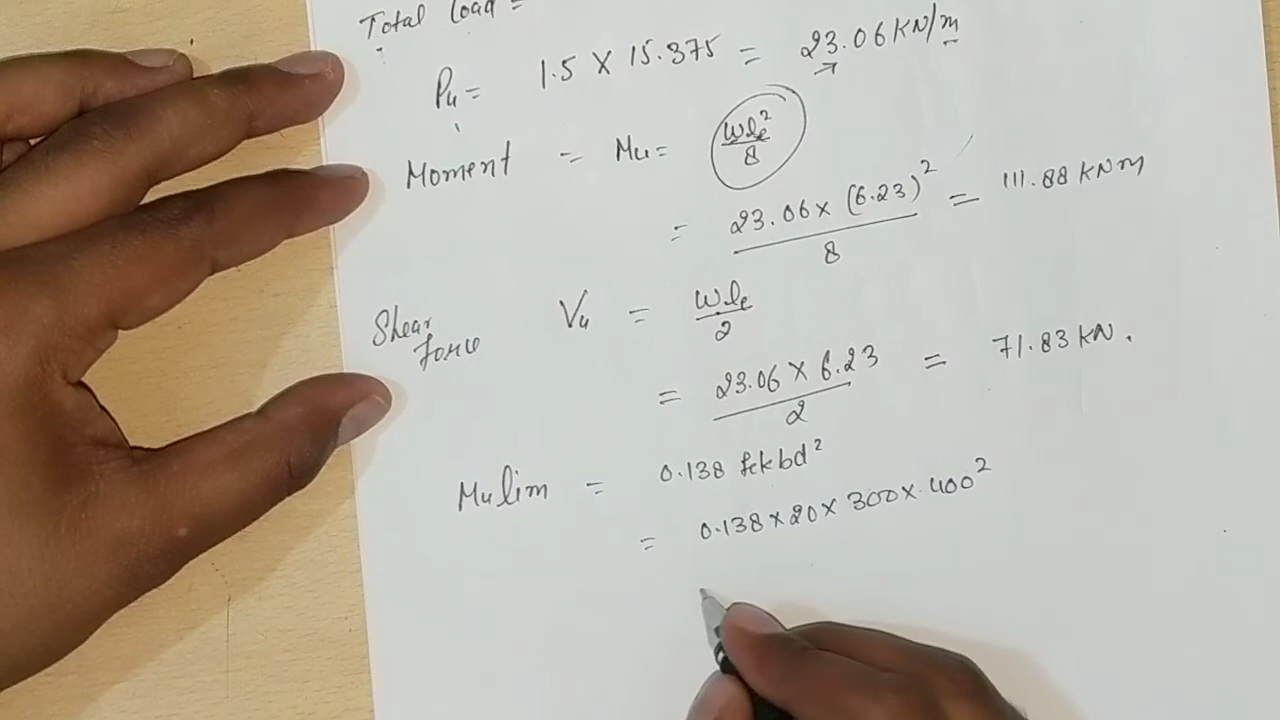 Total load =
Pu = 1.5 X 15.375 = 23.06 KN/m
Moment = Mu = wle²/8
= 23.06 x (6.23)²/8 = 111.88 KNm
Shear force Vu = wle/2
= 23.06 X 6.23/2 = 71.83 KN.
Mulim = 0.138 fckbd²
= 0.138 x 20 x 300 x 400²